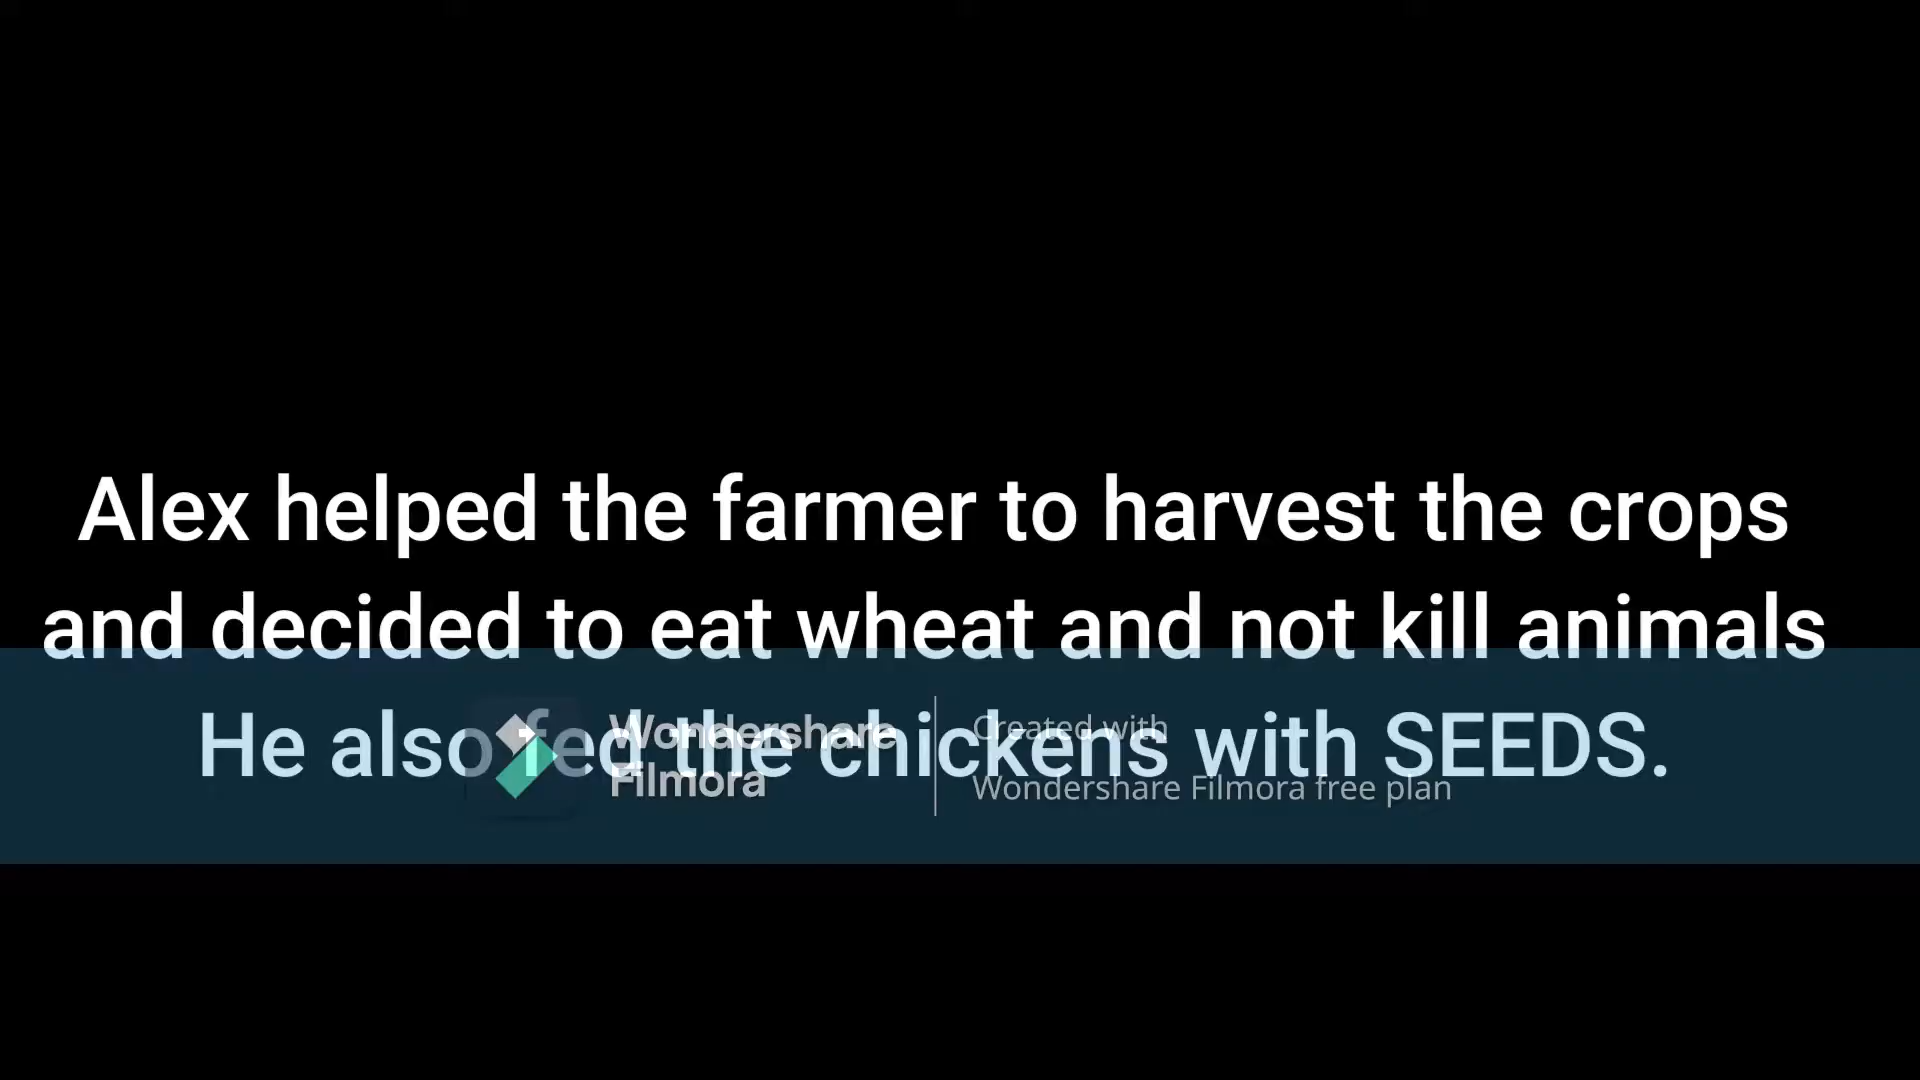 Alex helped the farmer to harvest the crops
and decided to eat wheat and not kill animals
He also fed the chickens with SEEDS.
Wondershare
Filmora
Created with
Wondershare Filmora free plan